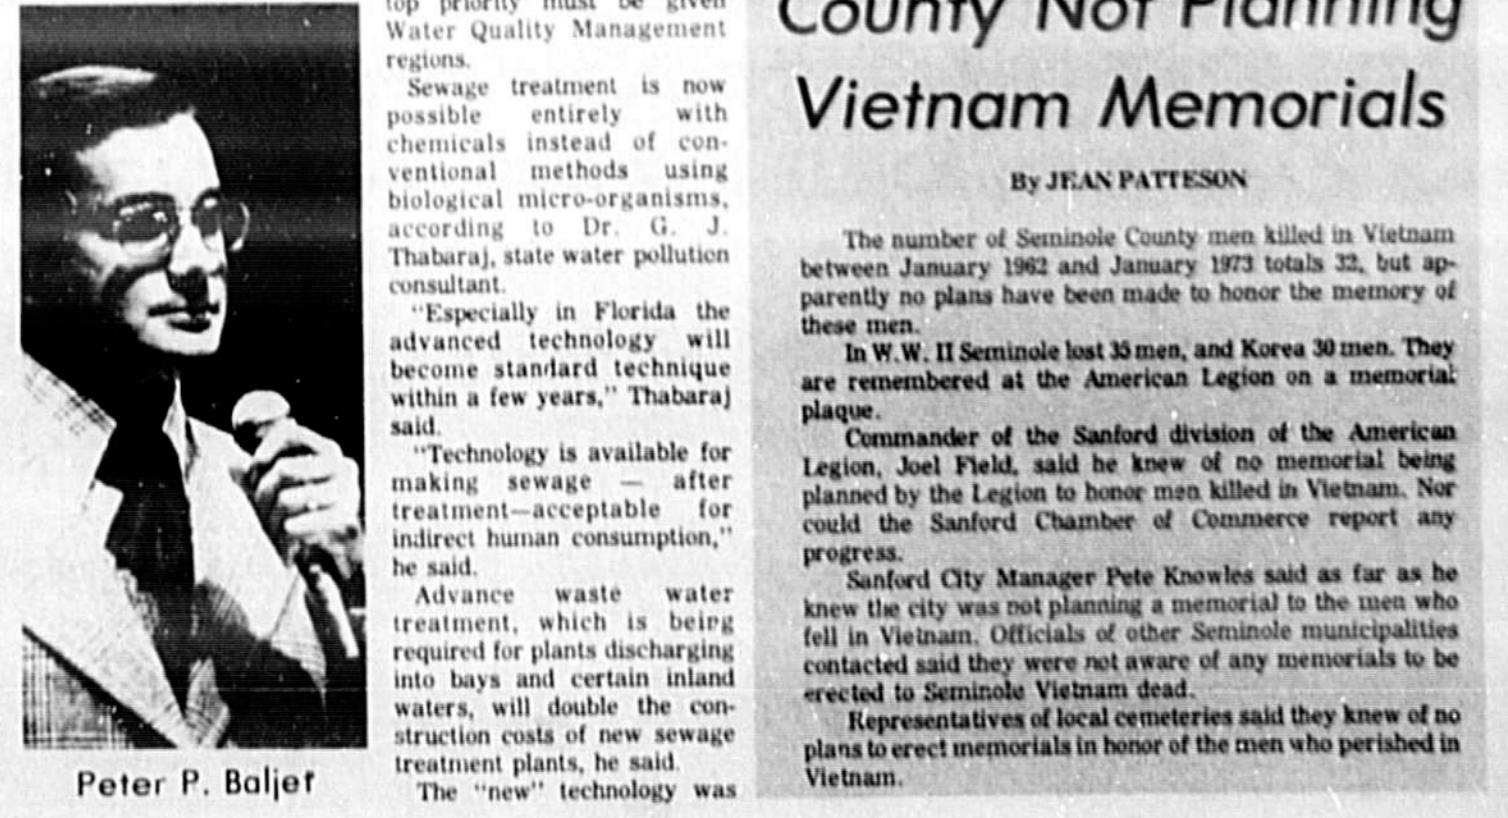 top priority must be given
Water Quality Management
regions.
Sewage treatment is now
possible entirely with
chemicals instead of con-
ventional methods using
biological micro-organisms,
according to Dr. G. J.
Thabaraj, state water pollution
consultant.
"Especially in Florida the
advanced technology will
become standard technique
within a few years," Thabaraj
said.
"Technology is available for
making sewage — after
treatment—acceptable for
indirect human consumption,"
he said.
Advance waste water
treatment, which is being
required for plants discharging
into bays and certain inland
waters, will double the con-
struction costs of new sewage
treatment plants, he said.
The "new" technology was
Peter P. Baljet
County Not Planning
Vietnam Memorials
By JEAN PATTESON
The number of Seminole County men killed in Vietnam
between January 1962 and January 1973 totals 32, but ap-
parently no plans have been made to honor the memory of
these men.
In W.W. II Seminole lost 35 men, and Korea 30 men. They
are remembered at the American Legion on a memorial
plaque.
Commander of the Sanford division of the American
Legion, Joel Field, said he knew of no memorial being
planned by the Legion to honor men killed in Vietnam. Nor
could the Sanford Chamber of Commerce report any
progress.
Sanford City Manager Pete Knowles said as far as he
knew the city was not planning a memorial to the men who
fell in Vietnam. Officials of other Seminole municipalities
contacted said they were not aware of any memorials to be
erected to Seminole Vietnam dead.
Representatives of local cemeteries said they knew of no
plans to erect memorials in honor of the men who perished in
Vietnam.